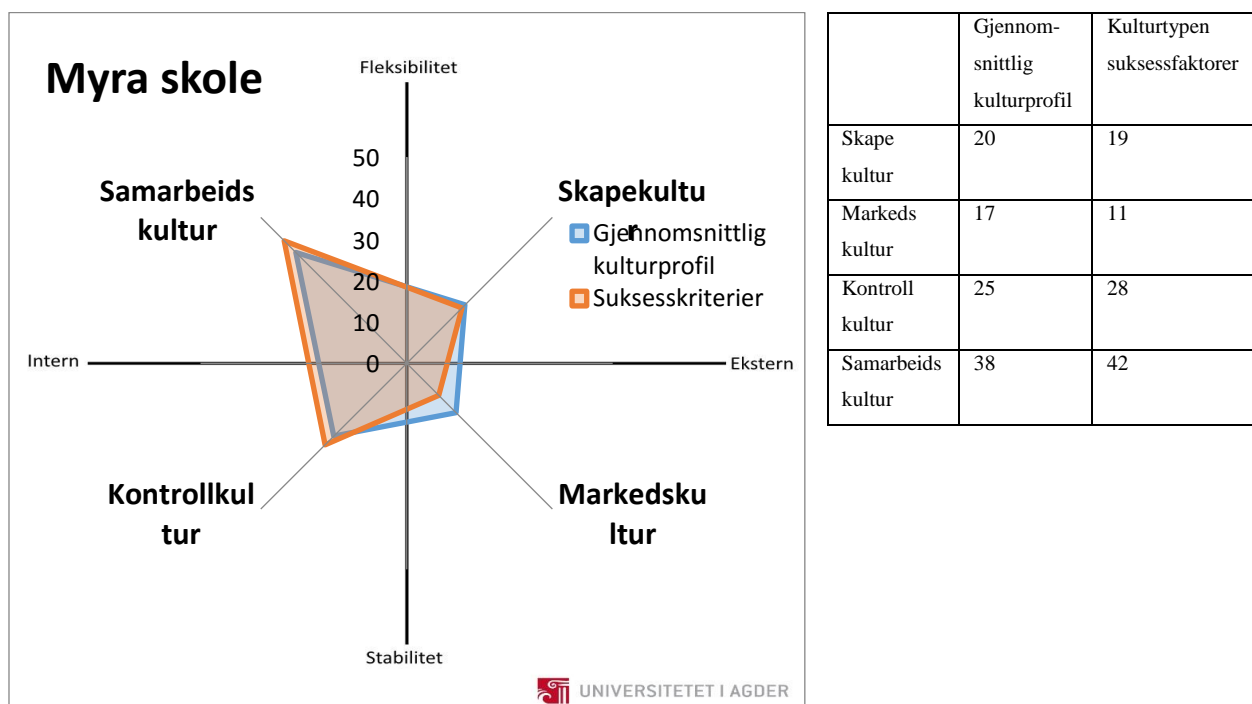 Myra skole
Fleksibilitet
50
40
30
20
10
0
Samarbeids
kultur
Skapekultu
r
Gjennomsnittlig
kulturprofil
Suksesskriterier
Intern
Ekstern
Kontrollkul
tur
Markedsku
ltur
Stabilitet
UNIVERSITETET I AGDER
Gjennom-
snittlig
kulturprofil
Kulturtypen
suksessfaktorer
Skape
kultur
20
19
Markeds
kultur
17
11
Kontroll
kultur
25
28
Samarbeids
kultur
38
42